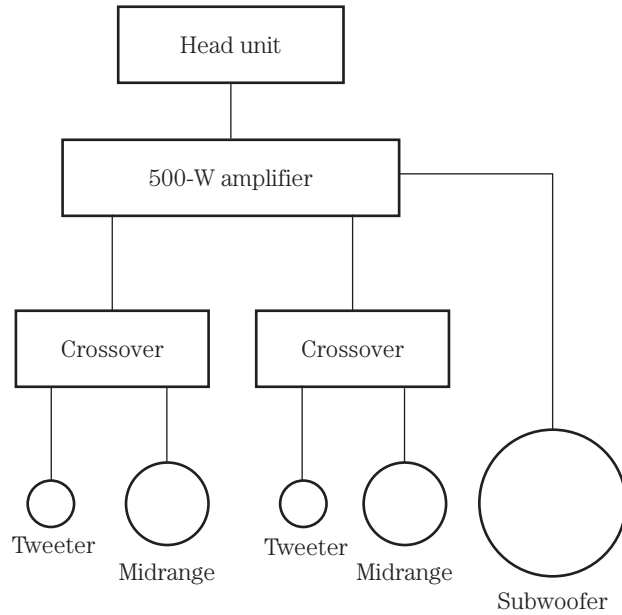 Head unit
500-W amplifier
Crossover
Crossover
Tweeter
Midrange
Tweeter
Midrange
Subwoofer